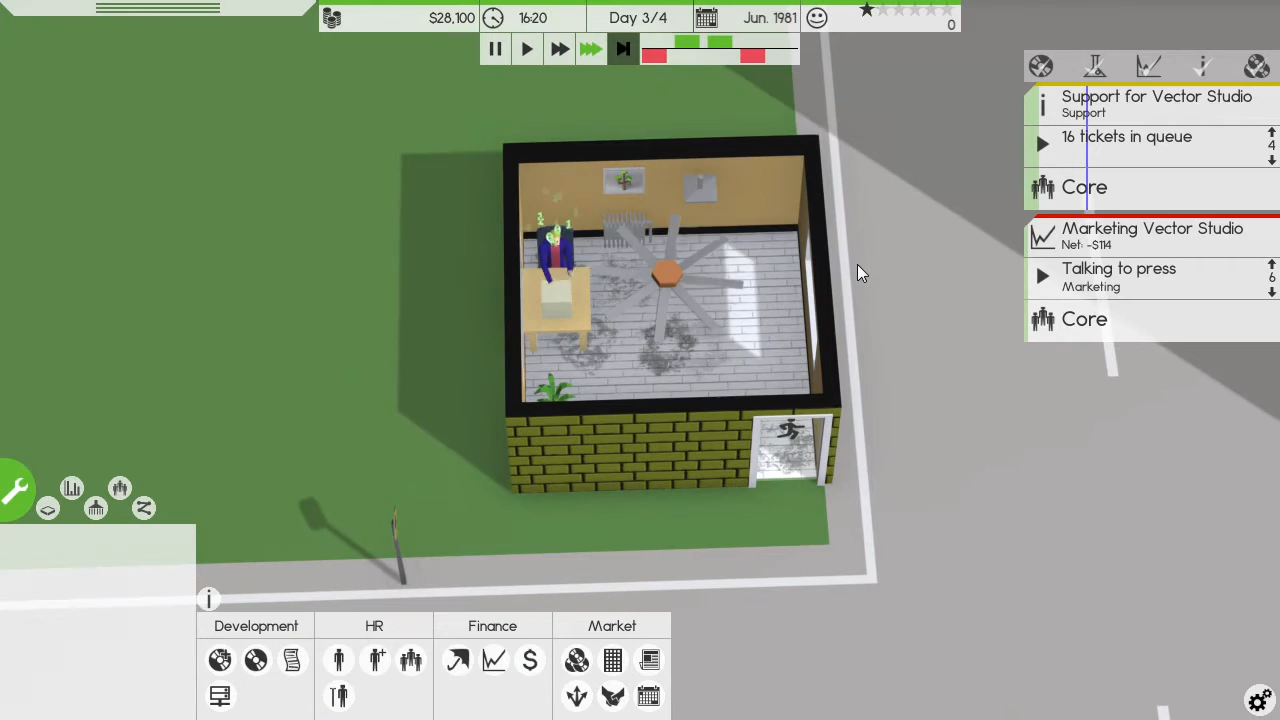 $28,100
16:20
Day 3/4
Jun. 1981
0
Support for Vector Studio
Support
16 tickets in queue
4
Core
Marketing Vector Studio
Net: -$114
Talking to press
6
Marketing
Core
Development
HR
Finance
Market